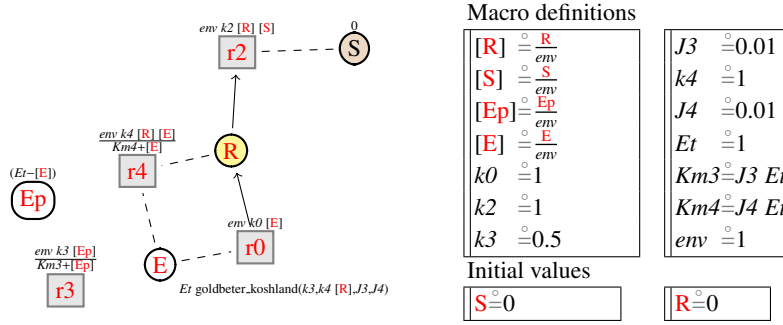 Macro definitions
env k2 [R] [S]
r2
0
S
[R] ≗ R/env
[S] ≗ S/env
[Ep] ≗ Ep/env
[E] ≗ E/env
k0 ≗1
k2 ≗1
k3 ≗0.5
J3 ≗0.01
k4 ≗1
J4 ≗0.01
Et ≗1
Km3≗J3 Et
Km4≗J4 Et
env ≗1
env k4 [R] [E]
Km4+[E]
r4
R
(Et−[E])
Ep
env k0 [E]
r0
E
env k3 [Ep]
Km3+[Ep]
r3
Et goldbeter_koshland(k3,k4 [R],J3,J4)
Initial values
S≗0
R≗0